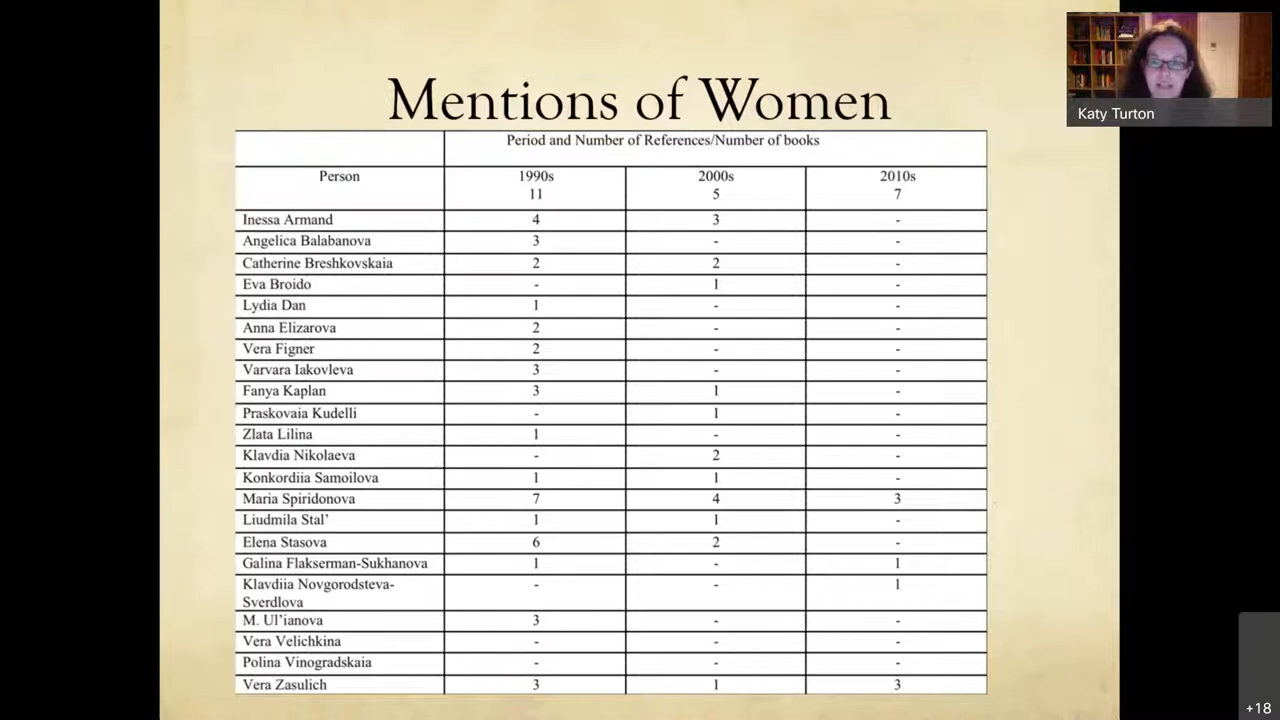 Mentions of Women
Period and Number of References/Number of books
Person 1990s 2000s 2010s
11 5 7
Inessa Armand 4 3 -
Angelica Balabanova 3 - -
Catherine Breshkovskaia 2 2 -
Eva Broido - 1 -
Lydia Dan 1 - -
Anna Elizarova 2 - -
Vera Figner 2 - -
Varvara Iakovleva 3 - -
Fanya Kaplan 3 1 -
Praskovaia Kudelli - 1 -
Zlata Lilina 1 - -
Klavdia Nikolaeva - 2 -
Konkordiia Samoilova 1 1 -
Maria Spiridonova 7 4 3
Liudmila Stal’ 1 1 -
Elena Stasova 6 2 -
Galina Flakserman-Sukhanova 1 - 1
Klavdiia Novgorodsteva- - - 1
Sverdlova
M. Ul’ianova 3 - -
Vera Velichkina - - -
Polina Vinogradskaia - - -
Vera Zasulich 3 1 3
Katy Turton
+18